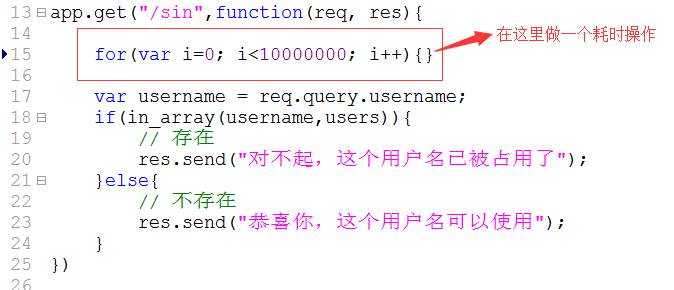 13 app.get("/sin",function(req, res){
14
15 for(var i=0; i<10000000; i++){}
在这里做一个耗时操作
16
17 var username = req.query.username;
18 if(in_array(username,users)){
19 // 存在
20 res.send("对不起，这个用户名已被占用了");
21 }else{
22 // 不存在
23 res.send("恭喜你，这个用户名可以使用");
24 }
25 })
26